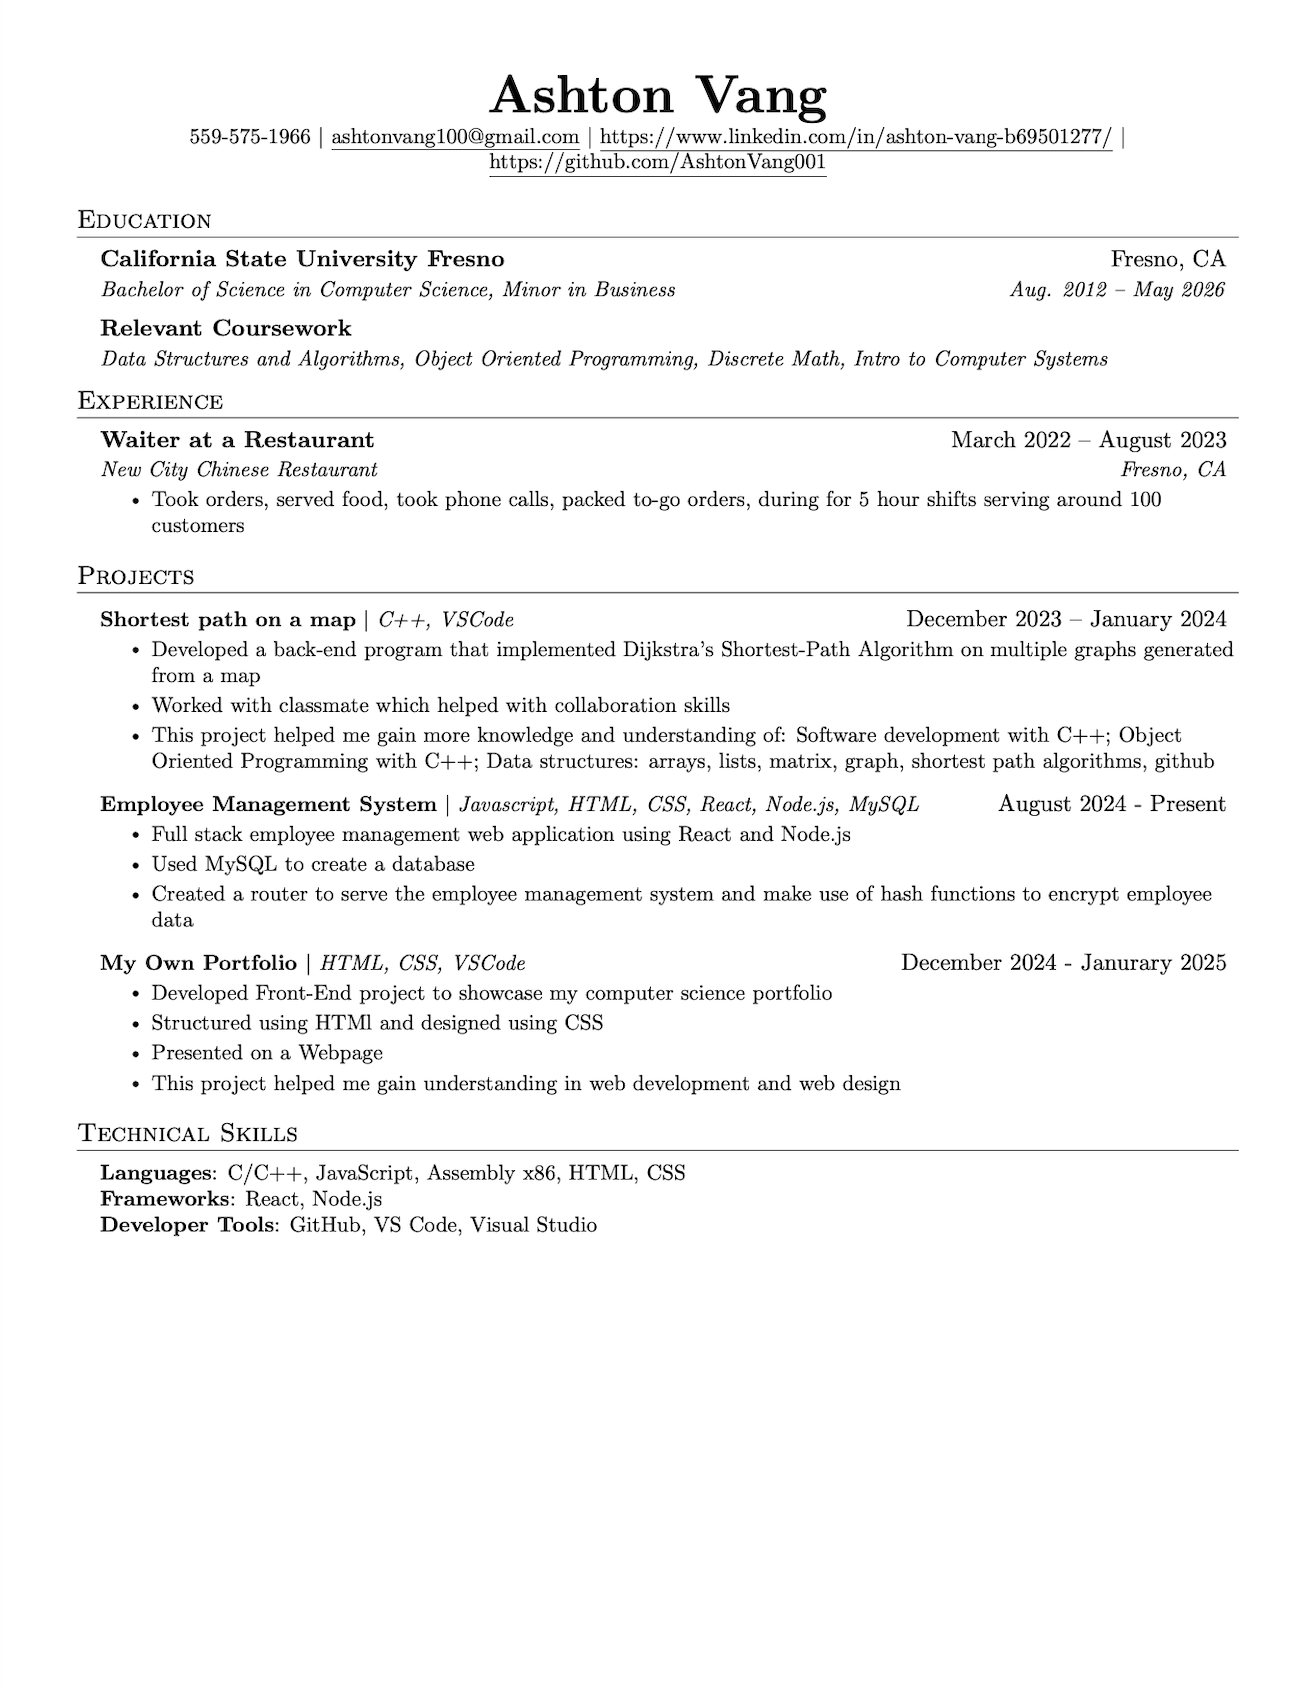 Ashton Vang
559-575-1966 | ashtonvang100@gmail.com | https://www.linkedin.com/in/ashton-vang-b69501277/ |
https://github.com/AshtonVang001
Education
California State University Fresno Fresno, CA
Bachelor of Science in Computer Science, Minor in Business Aug. 2012 – May 2026
Relevant Coursework
Data Structures and Algorithms, Object Oriented Programming, Discrete Math, Intro to Computer Systems
Experience
Waiter at a Restaurant March 2022 – August 2023
New City Chinese Restaurant Fresno, CA
• Took orders, served food, took phone calls, packed to-go orders, during for 5 hour shifts serving around 100
customers
Projects
Shortest path on a map | C++, VSCode December 2023 – January 2024
• Developed a back-end program that implemented Dijkstra's Shortest-Path Algorithm on multiple graphs generated
from a map
• Worked with classmate which helped with collaboration skills
• This project helped me gain more knowledge and understanding of: Software development with C++; Object
Oriented Programming with C++; Data structures: arrays, lists, matrix, graph, shortest path algorithms, github
Employee Management System | Javascript, HTML, CSS, React, Node.js, MySQL August 2024 - Present
• Full stack employee management web application using React and Node.js
• Used MySQL to create a database
• Created a router to serve the employee management system and make use of hash functions to encrypt employee
data
My Own Portfolio | HTML, CSS, VSCode December 2024 - Janurary 2025
• Developed Front-End project to showcase my computer science portfolio
• Structured using HTMl and designed using CSS
• Presented on a Webpage
• This project helped me gain understanding in web development and web design
Technical Skills
Languages: C/C++, JavaScript, Assembly x86, HTML, CSS
Frameworks: React, Node.js
Developer Tools: GitHub, VS Code, Visual Studio